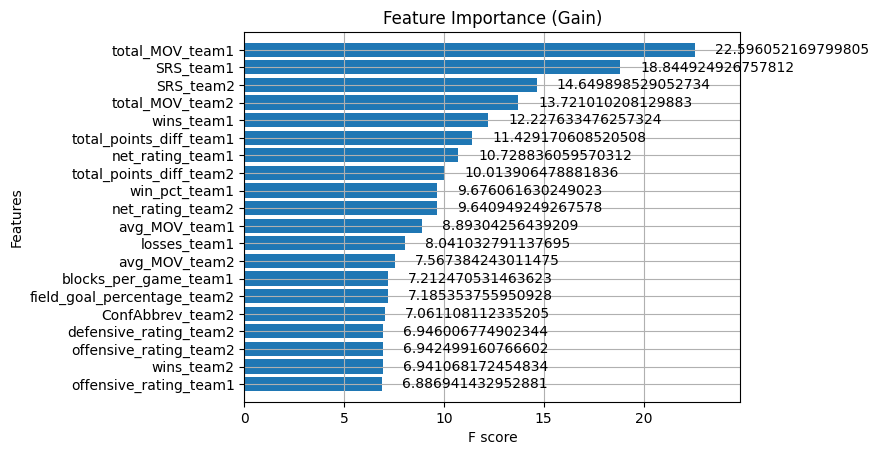 Feature Importance (Gain)
total_MOV_team1 22.596052169799805
SRS_team1 18.844924926757812
SRS_team2 14.649898529052734
total_MOV_team2 13.721010208129883
wins_team1 12.227633476257324
total_points_diff_team1 11.429170608520508
net_rating_team1 10.728836059570312
total_points_diff_team2 10.013906478881836
win_pct_team1 9.676061630249023
net_rating_team2 9.640949249267578
avg_MOV_team1 8.89304256439209
losses_team1 8.041032791137695
avg_MOV_team2 7.567384243011475
blocks_per_game_team1 7.212470531463623
field_goal_percentage_team2 7.185353755950928
ConfAbbrev_team2 7.061108112335205
defensive_rating_team2 6.946006774902344
offensive_rating_team2 6.942499160766602
wins_team2 6.941068172454834
offensive_rating_team1 6.886941432952881
0 5 10 15 20
F score
Features